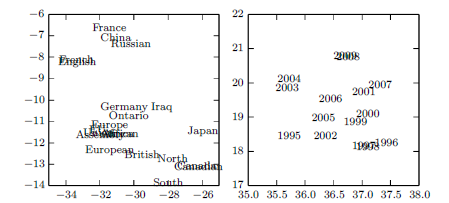 −6
France
China
−7
Russian
−8
French
English
−9
−10
Germany Iraq
Ontario
−11
Europe
Japan
−12
European
British
North
−13
Canada
Canadian
South
−14
−34 −32 −30 −28 −26
22
21
2008
20
2004
2003
2007
2001
2006
19
2005
2000
1999
2002
1995
1996
18
1998
17
35.0 35.5 36.0 36.5 37.0 37.5 38.0